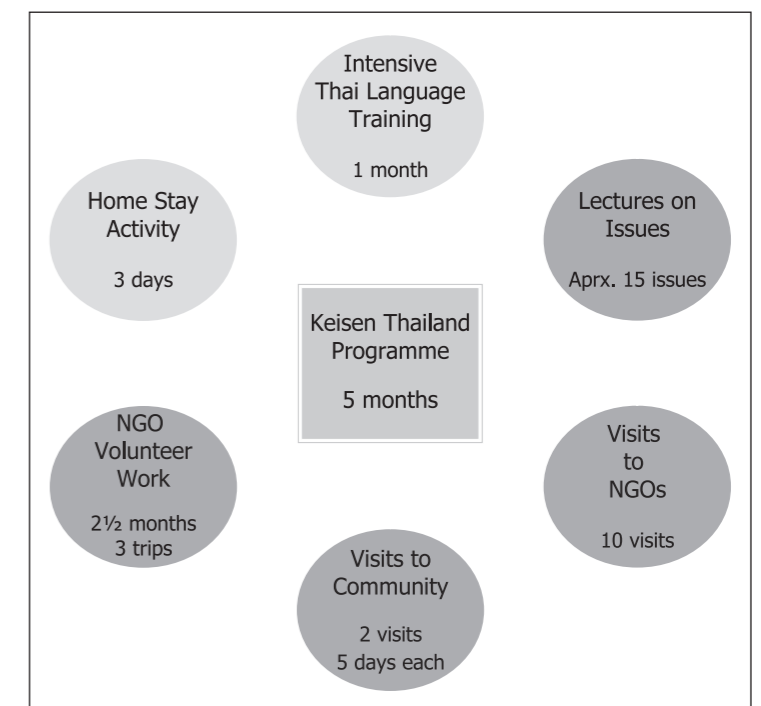 Intensive
Thai Language
Training
1 month
Home Stay
Activity
3 days
Lectures on
Issues
Aprx. 15 issues
Keisen Thailand
Programme
5 months
NGO
Volunteer
Work
2½ months
3 trips
Visits
to
NGOs
10 visits
Visits to
Community
2 visits
5 days each